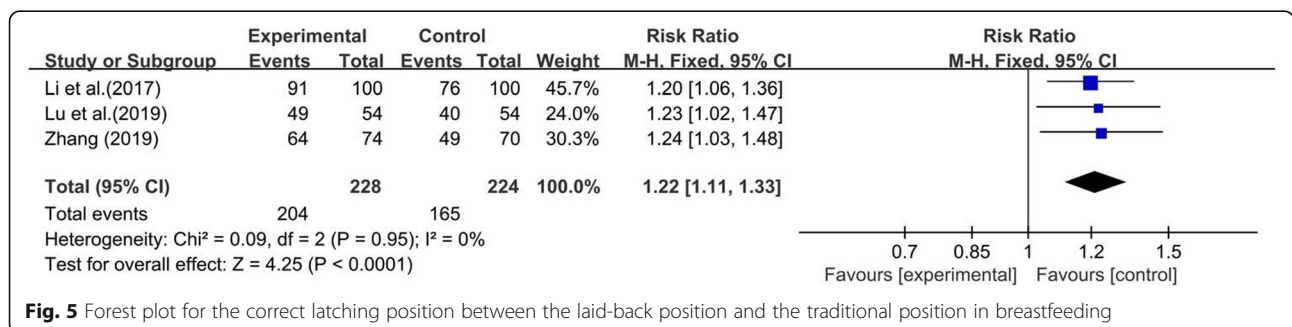 Experimental Control Risk Ratio Risk Ratio
Study or Subgroup Events Total Events Total Weight M-H, Fixed, 95% CI M-H, Fixed, 95% CI
Li et al.(2017) 91 100 76 100 45.7% 1.20 [1.06, 1.36]
Lu et al.(2019) 49 54 40 54 24.0% 1.23 [1.02, 1.47]
Zhang (2019) 64 74 49 70 30.3% 1.24 [1.03, 1.48]
Total (95% CI) 228 224 100.0% 1.22 [1.11, 1.33]
Total events 204 165
Heterogeneity: Chi² = 0.09, df = 2 (P = 0.95); I² = 0%
Test for overall effect: Z = 4.25 (P < 0.0001)
0.7 0.85 1 1.2 1.5
Favours [experimental] Favours [control]
Fig. 5 Forest plot for the correct latching position between the laid-back position and the traditional position in breastfeeding